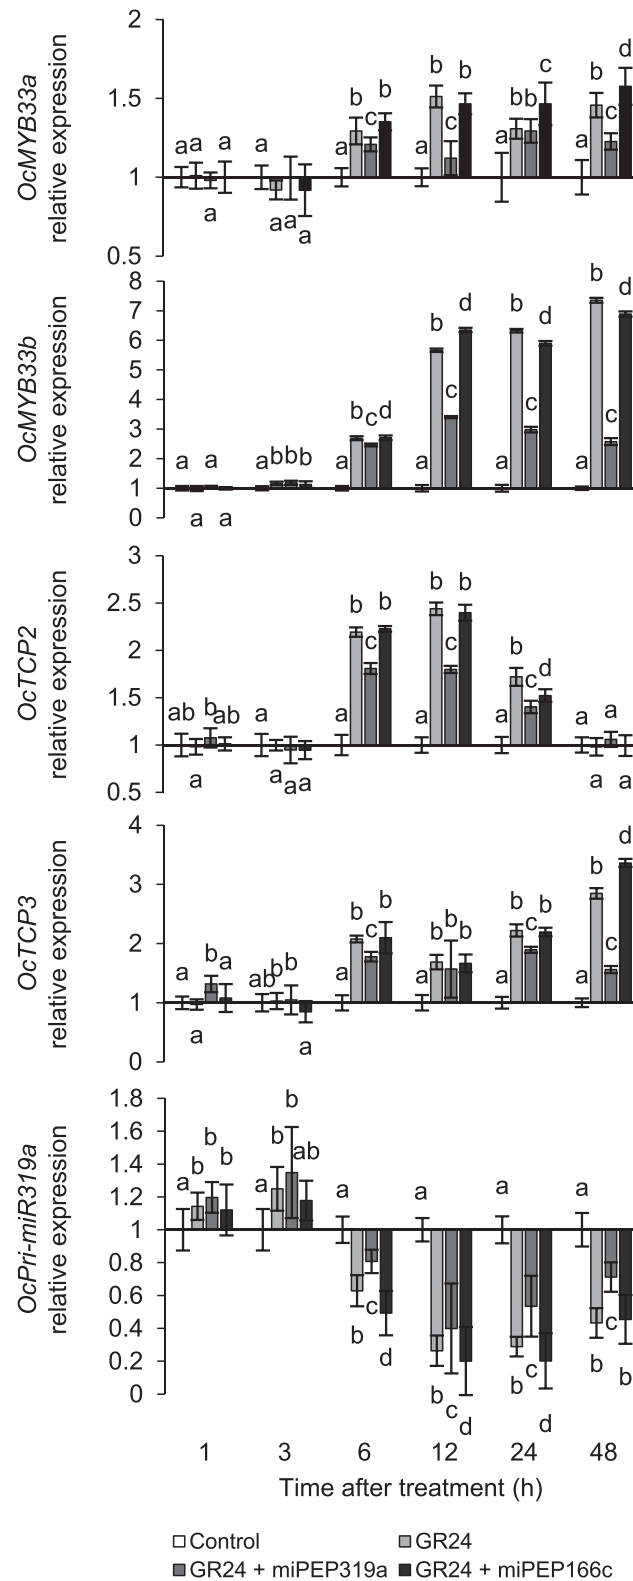 OcMYB33a
relative expression
2
1.5
1
0.5
a a a a b c b b c b b b c b c d
a a a a a a a a
OcMYB33b
relative expression
8
7
6
5
4
3
2
1
0
a a a b b b a b c d a b c d a b c d a b c d
a a
OcTCP2
relative expression
3
2.5
2
1.5
1
0.5
ab b ab a a b c b a b c b a b c d a a
a a a a a a
OcTCP3
relative expression
4
3
2
1
0
a b a ab b b a b c b a b b b a b c b a b c d
a a
OcPri-miR319a
relative expression
1.8
1.6
1.4
1.2
1
0.8
0.6
0.4
0.2
0
a b b b a b b ab a a a a
b c d b c d b c d b c b
1 3 6 12 24 48
Time after treatment (h)
Control GR24
GR24 + miPEP319a GR24 + miPEP166c